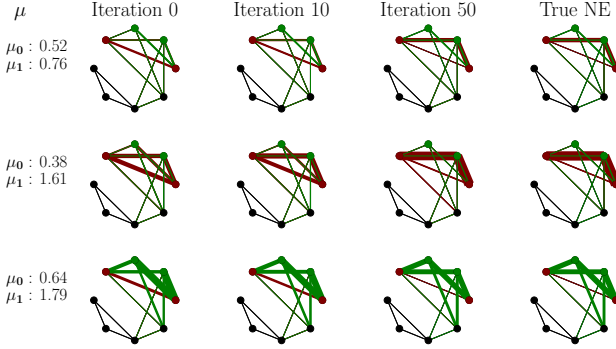 μ Iteration 0 Iteration 10 Iteration 50 True NE
μ0 : 0.52
μ1 : 0.76
μ0 : 0.38
μ1 : 1.61
μ0 : 0.64
μ1 : 1.79